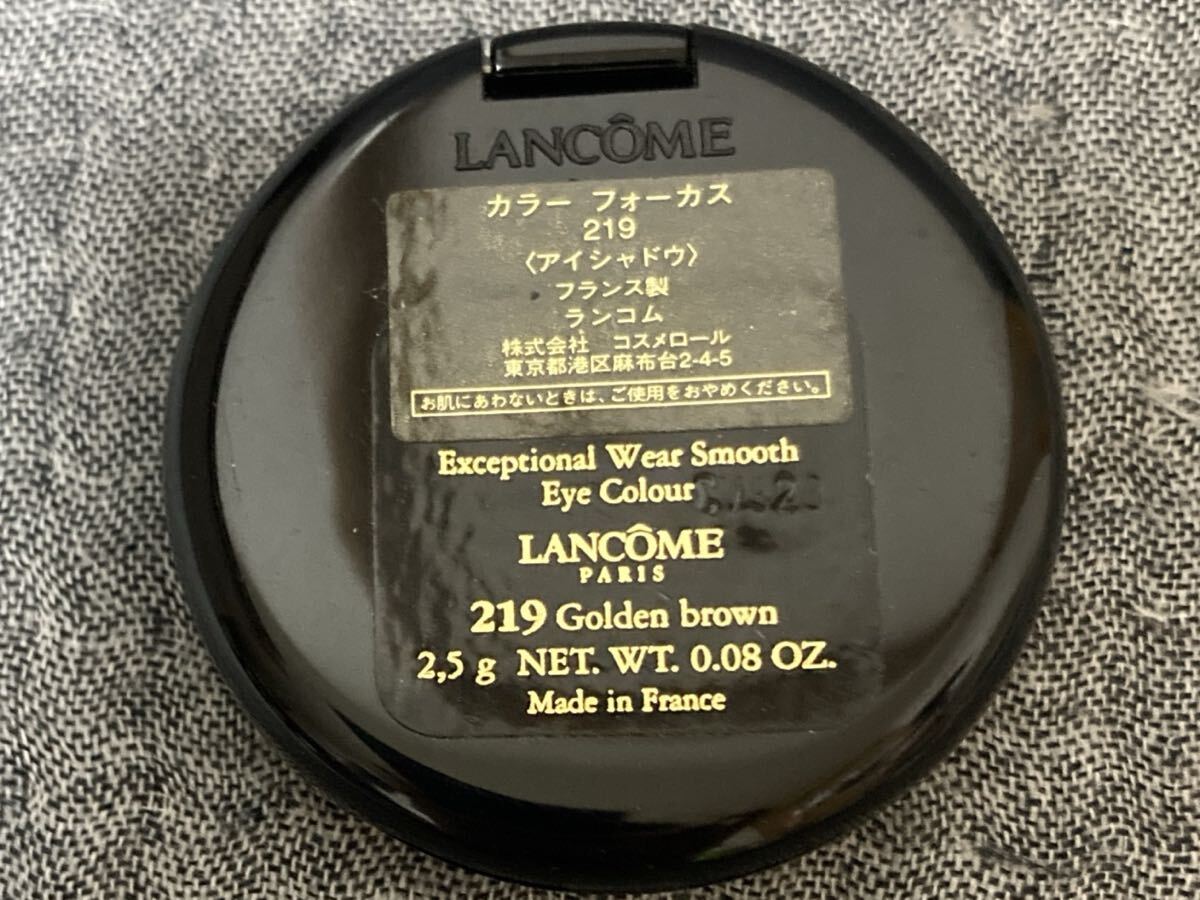 LANCÔME
カラー フォーカス
219
〈アイシャドウ〉
フランス製
ランコム
株式会社 コスメロール
東京都港区麻布台2-4-5
お肌にあわないときは、ご使用をおやめください。
Exceptional Wear Smooth
Eye Colour
LANCÔME
PARIS
219 Golden brown
2,5 g NET. WT. 0.08 OZ.
Made in France